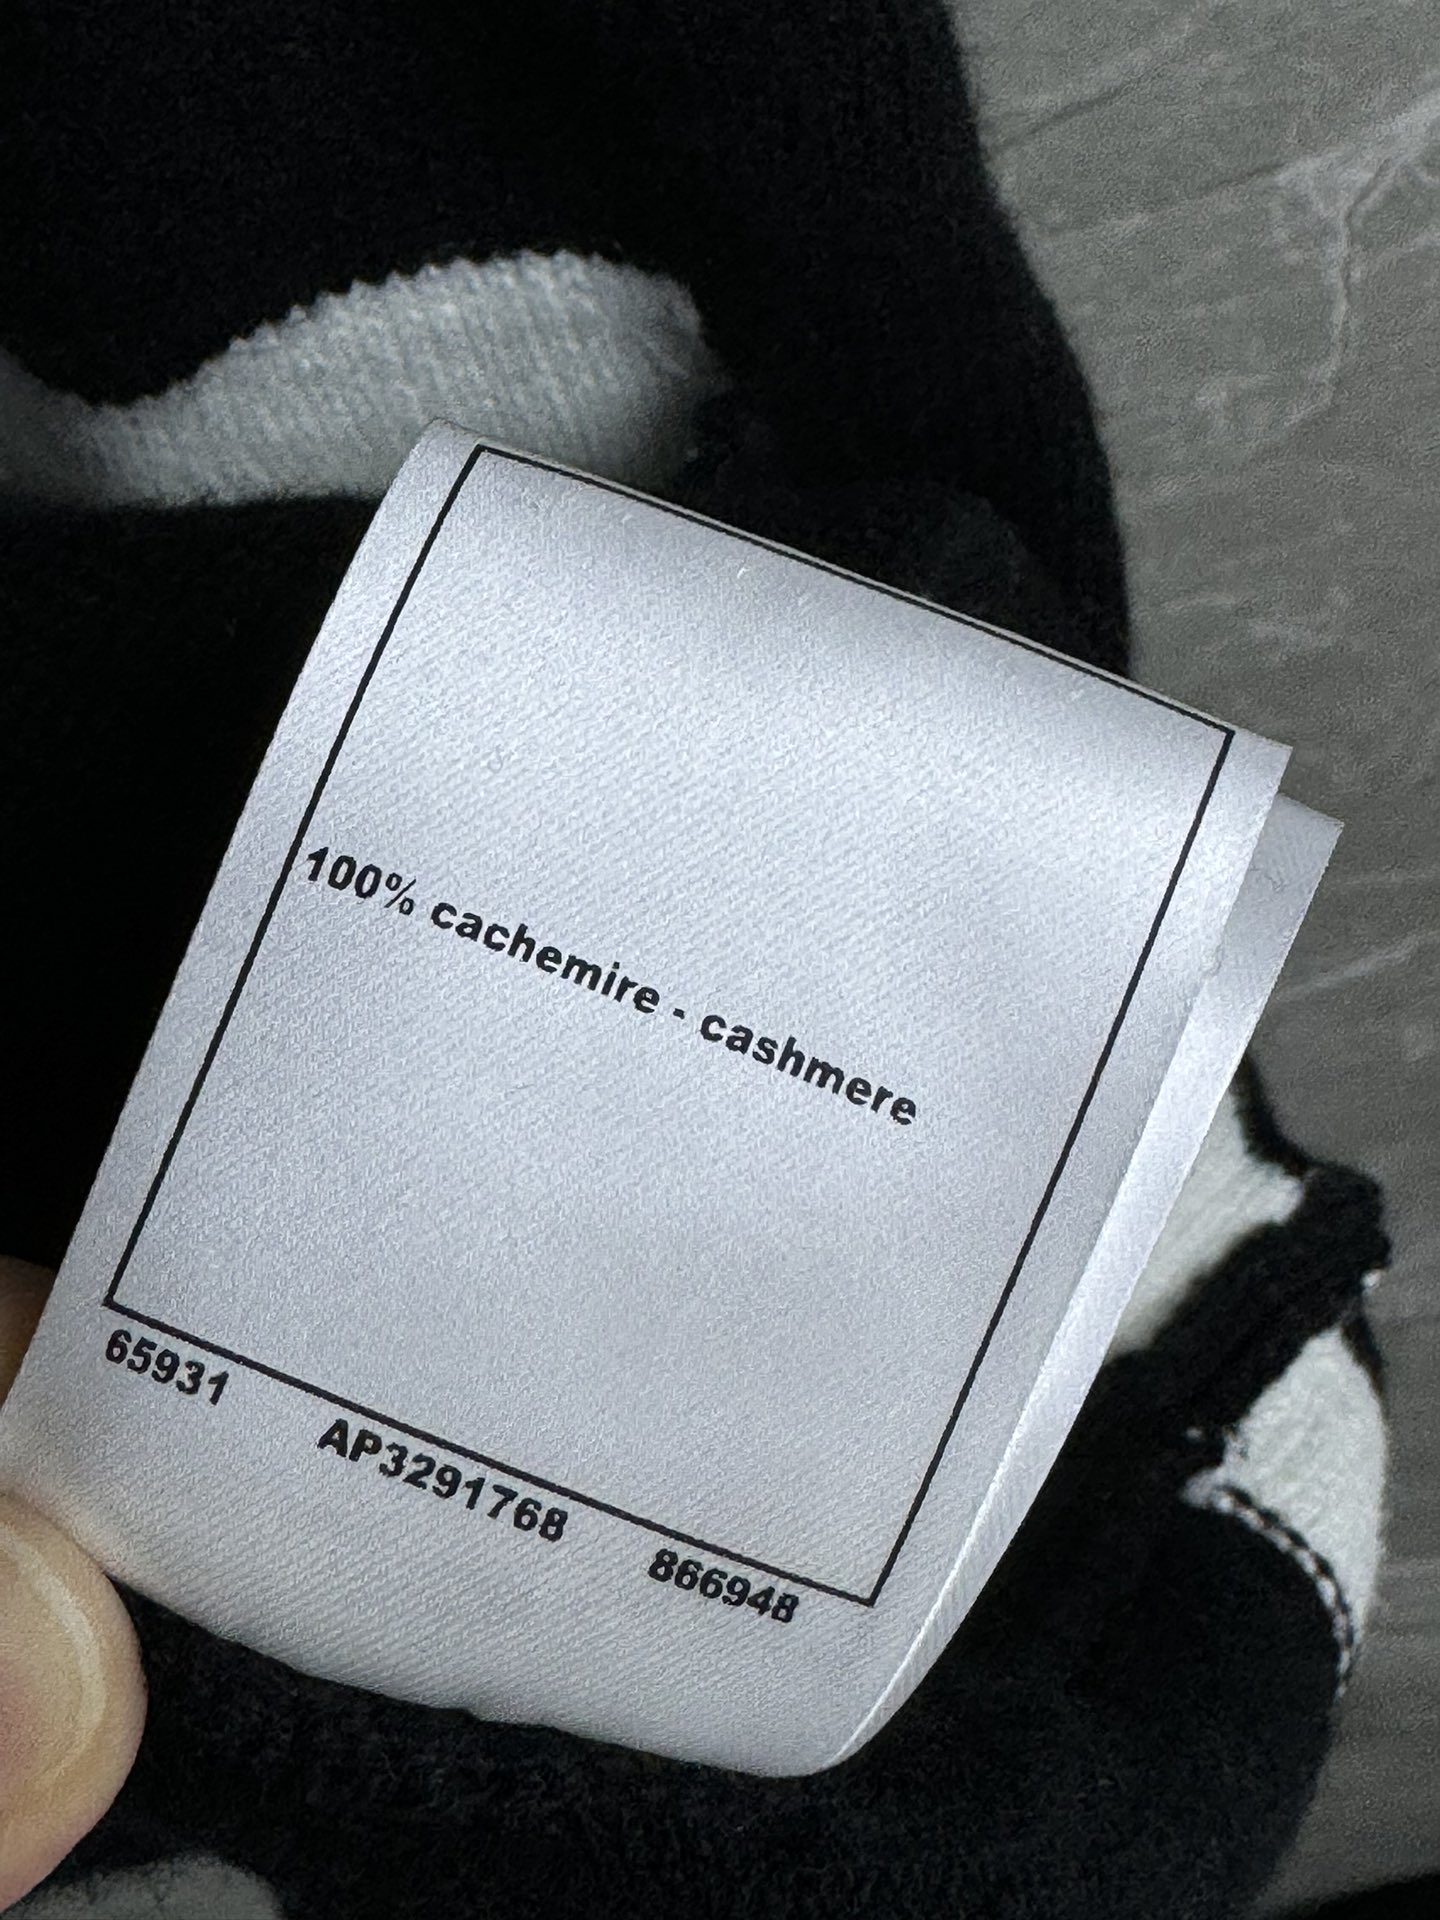 100% cachemire - cashmere
65931 AP3291768 866948